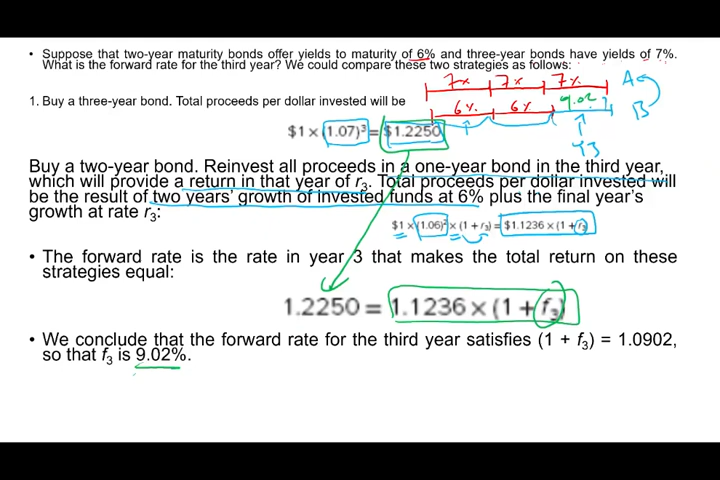 • Suppose that two-year maturity bonds offer yields to maturity of 6% and three-year bonds have yields of 7%.
What is the forward rate for the third year? We could compare these two strategies as follows:
7% 7% 7% A
1. Buy a three-year bond. Total proceeds per dollar invested will be
6% 6% 9.02 B
$1 × (1.07)³ = $1.2250
Y3
Buy a two-year bond. Reinvest all proceeds in a one-year bond in the third year,
which will provide a return in that year of r₃. Total proceeds per dollar invested will
be the result of two years' growth of invested funds at 6% plus the final year's
growth at rate r₃:
$1 × (1.06)² × (1 + r₃) = $1.1236 × (1 + r₃)
• The forward rate is the rate in year 3 that makes the total return on these
strategies equal:
1.2250 = 1.1236 × (1 + f₃)
• We conclude that the forward rate for the third year satisfies (1 + f₃) = 1.0902,
so that f₃ is 9.02%.